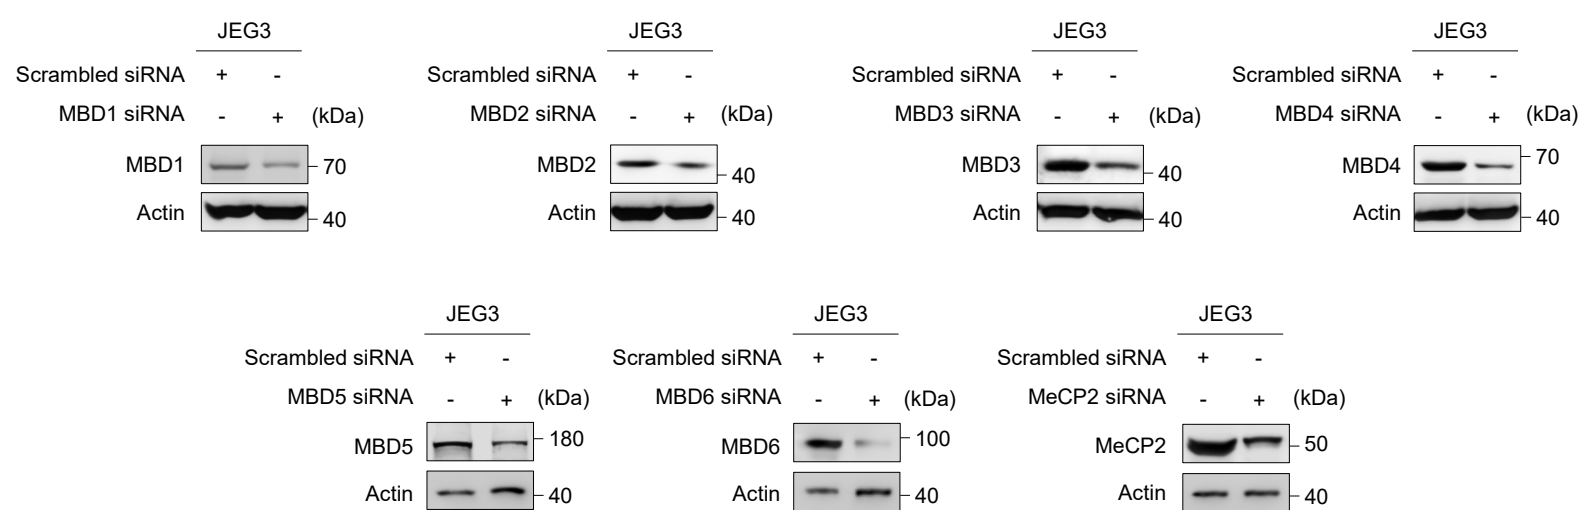 JEG3
Scrambled siRNA + -
MBD1 siRNA - + (kDa)
MBD1 70
Actin 40
JEG3
Scrambled siRNA + -
MBD2 siRNA - + (kDa)
MBD2 40
Actin 40
JEG3
Scrambled siRNA + -
MBD3 siRNA - + (kDa)
MBD3 40
Actin 40
JEG3
Scrambled siRNA + -
MBD4 siRNA - + (kDa)
MBD4 70
Actin 40
JEG3
Scrambled siRNA + -
MBD5 siRNA - + (kDa)
MBD5 180
Actin 40
JEG3
Scrambled siRNA + -
MBD6 siRNA - + (kDa)
MBD6 100
Actin 40
JEG3
Scrambled siRNA + -
MeCP2 siRNA - + (kDa)
MeCP2 50
Actin 40